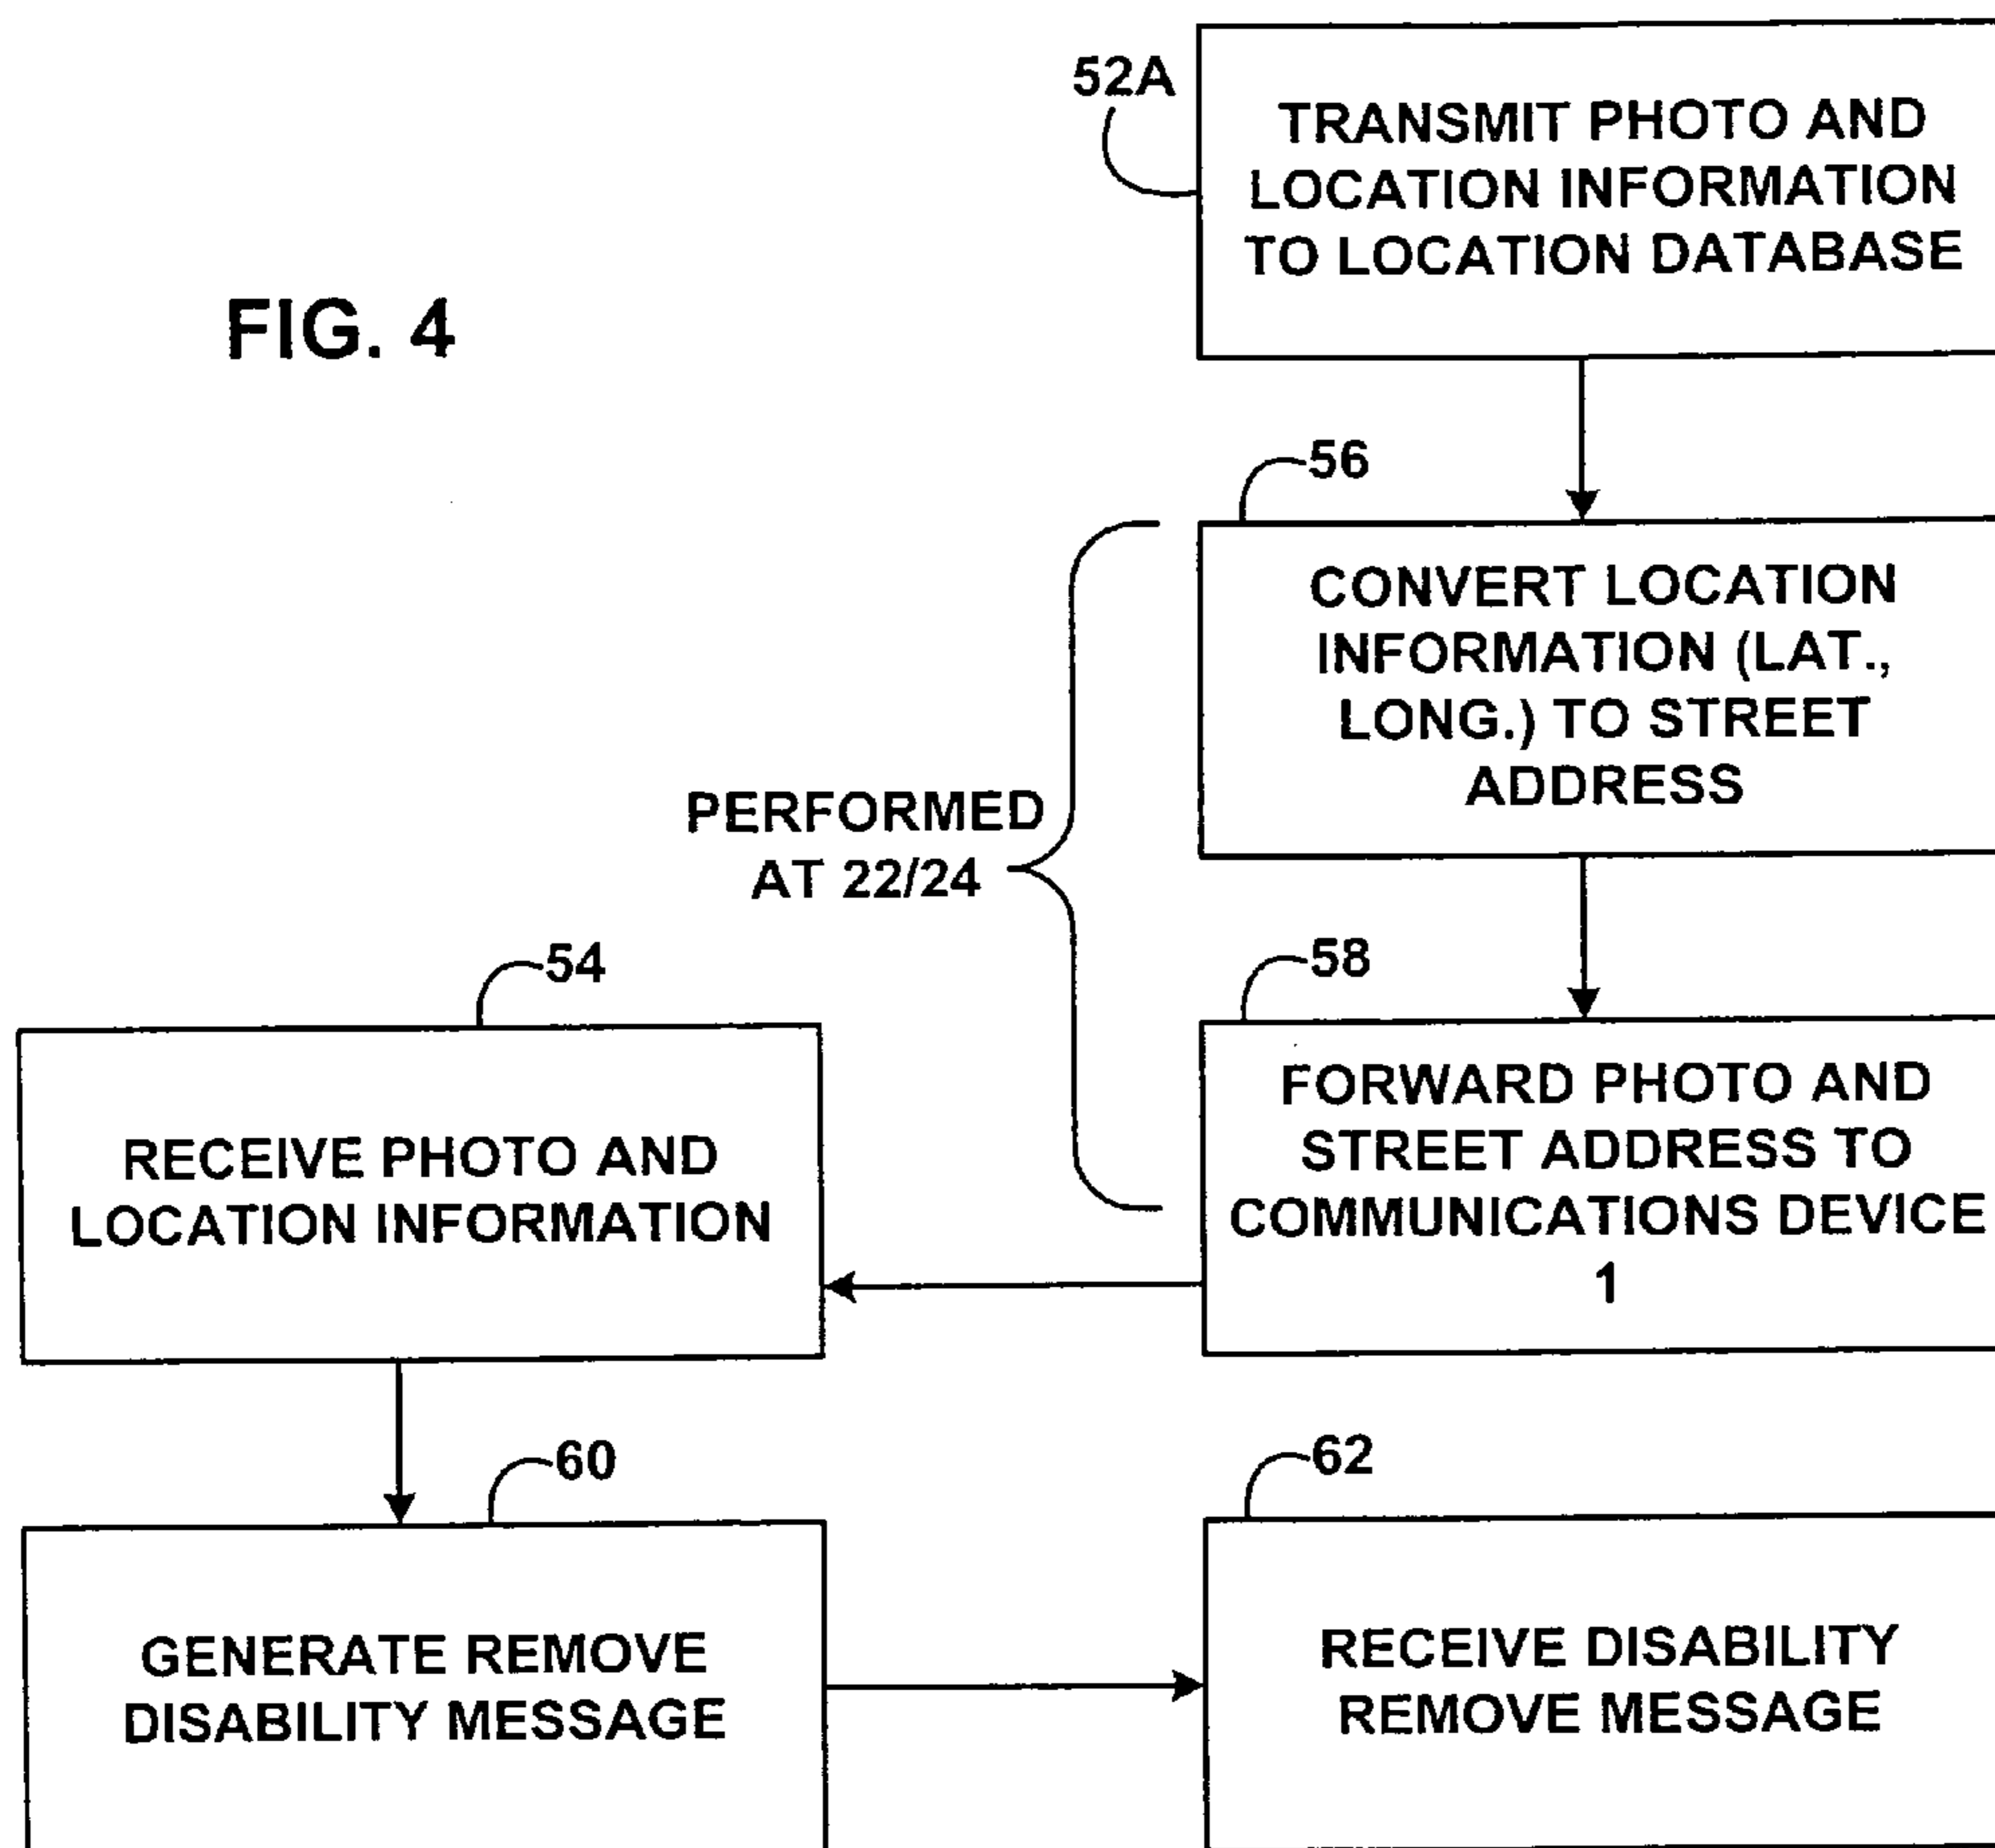 52A
TRANSMIT PHOTO AND
LOCATION INFORMATION
TO LOCATION DATABASE
FIG. 4
56
CONVERT LOCATION
INFORMATION (LAT.,
LONG.) TO STREET
ADDRESS
PERFORMED
AT 22/24
54
RECEIVE PHOTO AND
LOCATION INFORMATION
58
FORWARD PHOTO AND
STREET ADDRESS TO
COMMUNICATIONS DEVICE
1
60
GENERATE REMOVE
DISABILITY MESSAGE
62
RECEIVE DISABILITY
REMOVE MESSAGE